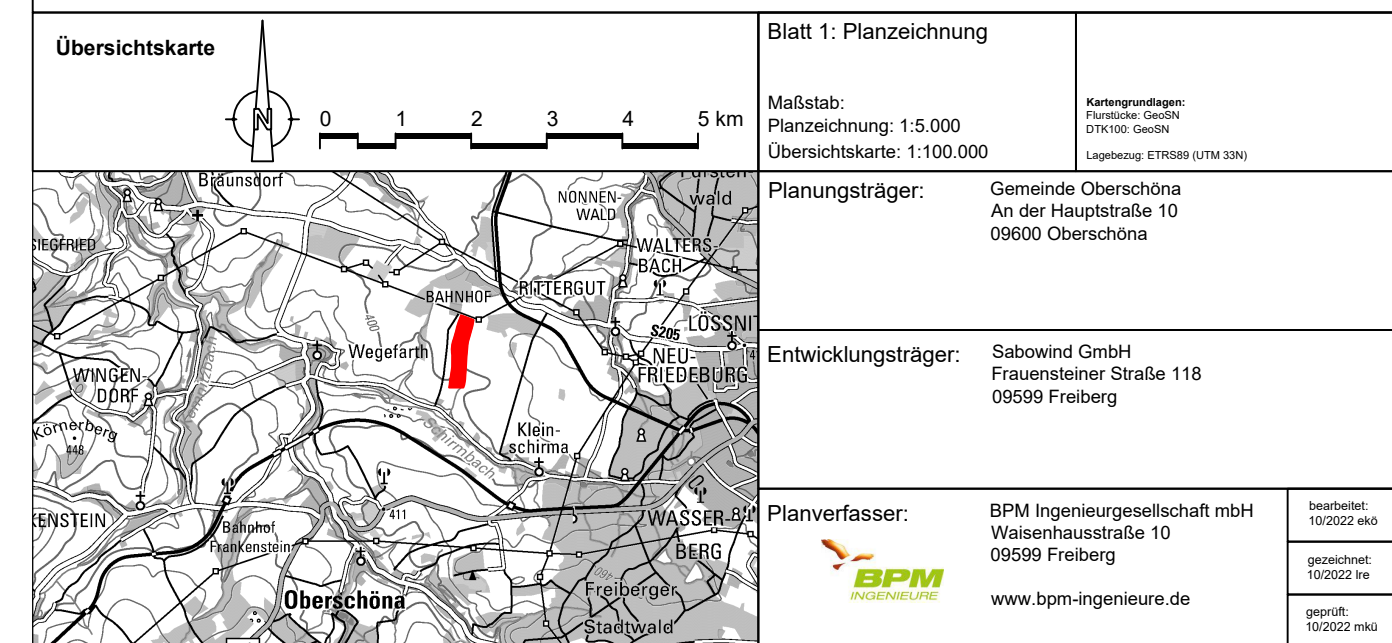 Übersichtskarte
N
0 1 2 3 4 5 km
Blatt 1: Planzeichnung
Maßstab:
Planzeichnung: 1:5.000
Übersichtskarte: 1:100.000
Kartengrundlagen:
Flurstücke: GeoSN
DTK100: GeoSN
Lagebezug: ETRS89 (UTM 33N)
Bräunsdorf
NONNEN-
WALD
wald
SIEGFRIED
WALTERS-
BACH
BAHNHOF
RITTERGUT
400
S205
Wegefarth
NEU-
FRIEDEBURG
WINGEN-
DORF
Körnerberg
448
Schirmbach
Klein-
schirma
411
Bahnhof
Frankenstein
WASSER-
BERG
460
Oberschöna
Freiberger
Stadtwald
Planungsträger:
Gemeinde Oberschöna
An der Hauptstraße 10
09600 Oberschöna
Entwicklungsträger:
Sabowind GmbH
Frauensteiner Straße 118
09599 Freiberg
Planverfasser:
BPM Ingenieurgesellschaft mbH
Waisenhausstraße 10
09599 Freiberg
www.bpm-ingenieure.de
BPM
INGENIEURE
bearbeitet:
10/2022 ekö
gezeichnet:
10/2022 lre
geprüft:
10/2022 mkü